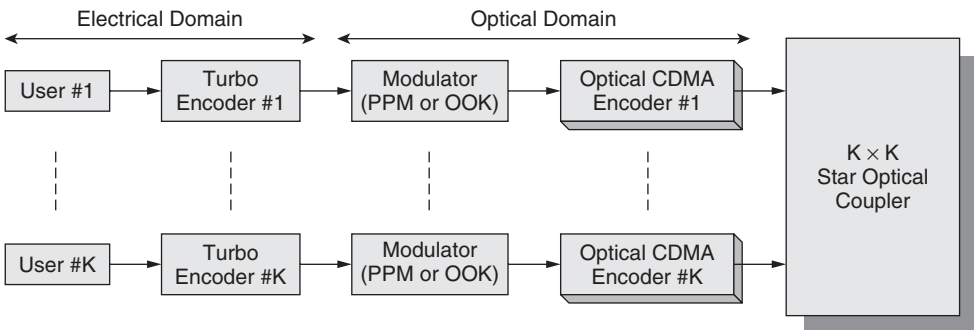 Electrical Domain
Optical Domain
User #1
Turbo
Encoder #1
Modulator
(PPM or OOK)
Optical CDMA
Encoder #1
K × K
Star Optical
Coupler
User #K
Turbo
Encoder #K
Modulator
(PPM or OOK)
Optical CDMA
Encoder #K